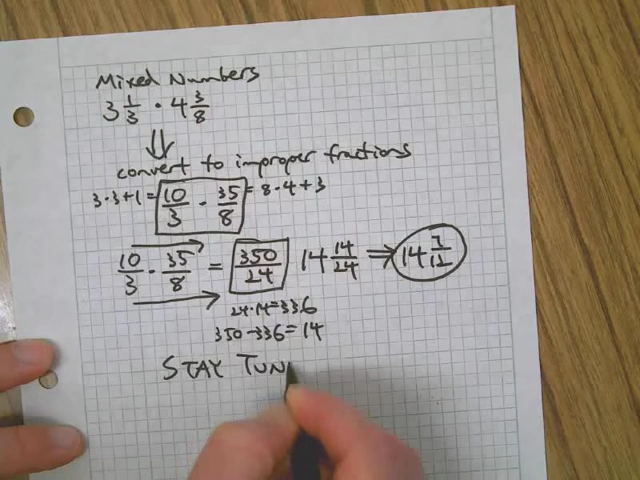 Mixed Numbers
3 1/3 · 4 3/8
⇓
convert to improper fractions
3·3+1= 10/3 · 35/8 =8·4+3
10/3 · 35/8 = 350/24 14 14/24 ⇒ 14 7/12
24·14=336
350-336=14
STAY TUN